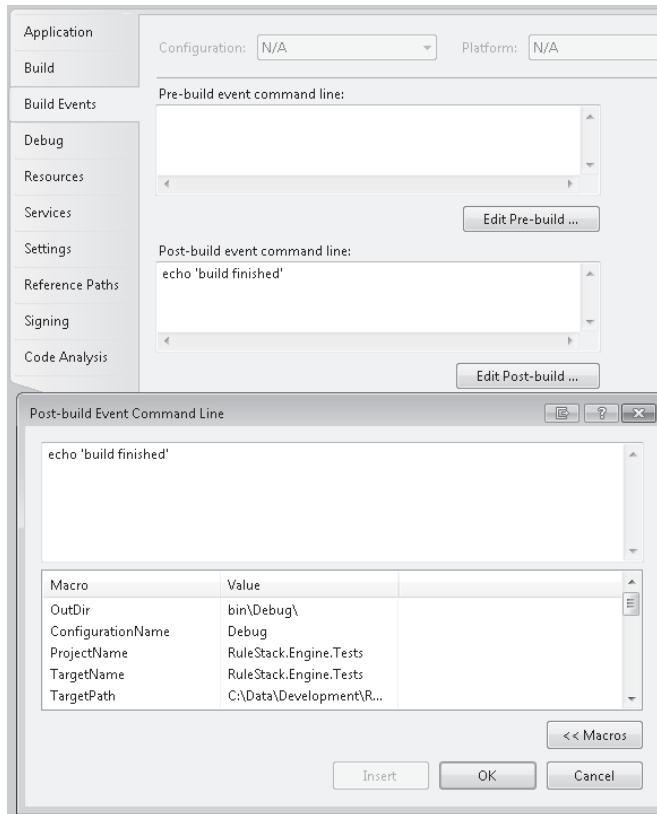 Application
Configuration: N/A Platform: N/A
Build
Build Events
Pre-build event command line:
Debug
Resources
Services
Edit Pre-build ...
Settings
Post-build event command line:
echo 'build finished'
Reference Paths
Signing
Code Analysis
Edit Post-build ...
Post-build Event Command Line
echo 'build finished'
Macro Value
OutDir bin\Debug\
ConfigurationName Debug
ProjectName RuleStack.Engine.Tests
TargetName RuleStack.Engine.Tests
TargetPath C:\Data\Development\R...
<< Macros
Insert OK Cancel